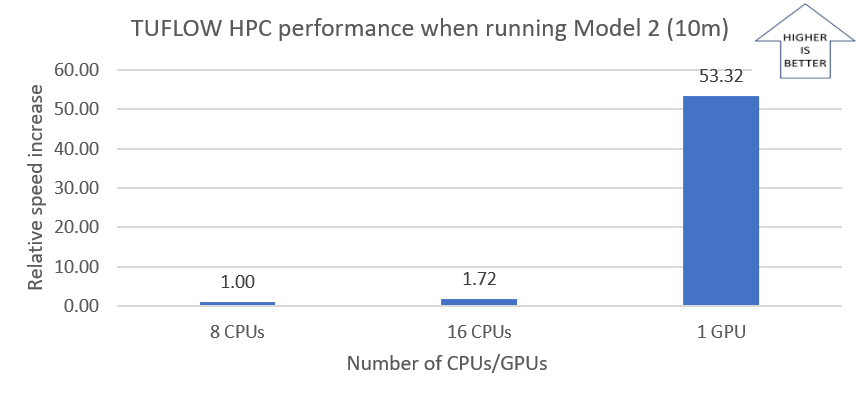 TUFLOW HPC performance when running Model 2 (10m)
HIGHER
IS
BETTER
Relative speed increase
60.00
50.00
40.00
30.00
20.00
10.00
0.00
1.00
1.72
53.32
8 CPUs
16 CPUs
1 GPU
Number of CPUs/GPUs